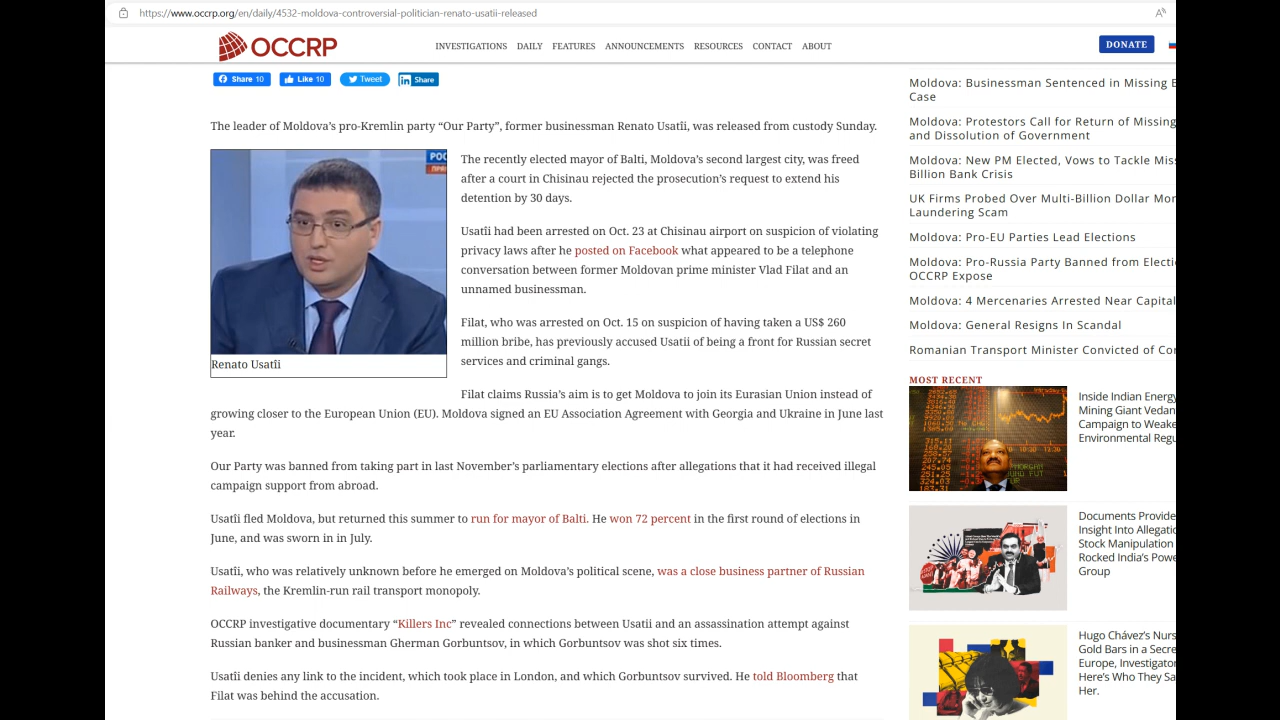 https://www.occrp.org/en/daily/4532-moldova-controversial-politician-renato-usatii-released
OCCRP
INVESTIGATIONS DAILY FEATURES ANNOUNCEMENTS RESOURCES CONTACT ABOUT
DONATE
Share 10
Like 10
Tweet
in Share
The leader of Moldova's pro-Kremlin party “Our Party”, former businessman Renato Usatîi, was released from custody Sunday.
Renato Usatîi
The recently elected mayor of Balti, Moldova's second largest city, was freed
after a court in Chisinau rejected the prosecution's request to extend his
detention by 30 days.
Usatîi had been arrested on Oct. 23 at Chisinau airport on suspicion of violating
privacy laws after he posted on Facebook what appeared to be a telephone
conversation between former Moldovan prime minister Vlad Filat and an
unnamed businessman.
Filat, who was arrested on Oct. 15 on suspicion of having taken a US$ 260
million bribe, has previously accused Usatii of being a front for Russian secret
services and criminal gangs.
Filat claims Russia's aim is to get Moldova to join its Eurasian Union instead of
growing closer to the European Union (EU). Moldova signed an EU Association Agreement with Georgia and Ukraine in June last
year.
Our Party was banned from taking part in last November's parliamentary elections after allegations that it had received illegal
campaign support from abroad.
Usatîi fled Moldova, but returned this summer to run for mayor of Balti. He won 72 percent in the first round of elections in
June, and was sworn in in July.
Usatîi, who was relatively unknown before he emerged on Moldova's political scene, was a close business partner of Russian
Railways, the Kremlin-run rail transport monopoly.
OCCRP investigative documentary “Killers Inc” revealed connections between Usatii and an assassination attempt against
Russian banker and businessman Gherman Gorbuntsov, in which Gorbuntsov was shot six times.
Usatîi denies any link to the incident, which took place in London, and which Gorbuntsov survived. He told Bloomberg that
Filat was behind the accusation.
Moldova: Businessman Sentenced in Missing
Case
Moldova: Protestors Call for Return of Missing
and Dissolution of Government
Moldova: New PM Elected, Vows to Tackle
Billion Bank Crisis
UK Firms Probed Over Multi-Billion Dollar
Laundering Scam
Moldova: Pro-EU Parties Lead Elections
Moldova: Pro-Russia Party Banned from
OCCRP Expose
Moldova: 4 Mercenaries Arrested Near Capital
Moldova: General Resigns In Scandal
Romanian Transport Minister Convicted of
MOST RECENT
Inside Indian Energy
Mining Giant
Campaign to
Environmental
Documents Provide
Insight Into
Stock Manipulation
Rocked India's
Group
Hugo Chávez's
Gold Bars in a
Europe,
Here's Who They
Her.